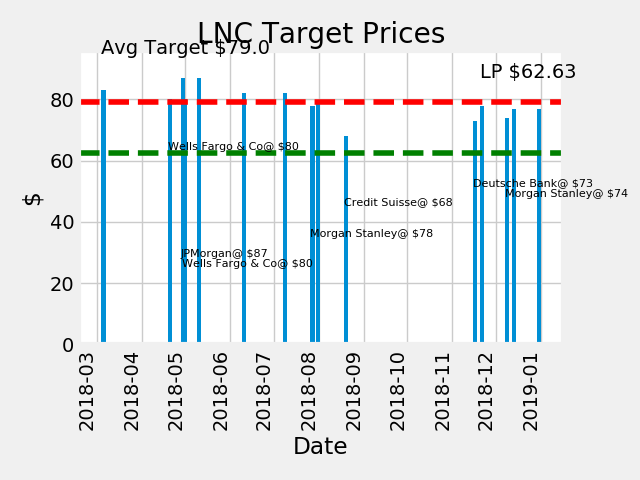 LNC Target Prices
Avg Target $79.0
LP $62.63
80
60
40
20
0
$
Wells Fargo & Co@ $80
Deutsche Bank@ $73
Morgan Stanley@ $74
Credit Suisse@ $68
Morgan Stanley@ $78
JPMorgan@ $87
Wells Fargo & Co@ $80
2018-03
2018-04
2018-05
2018-06
2018-07
2018-08
2018-09
2018-10
2018-11
2018-12
2019-01
Date